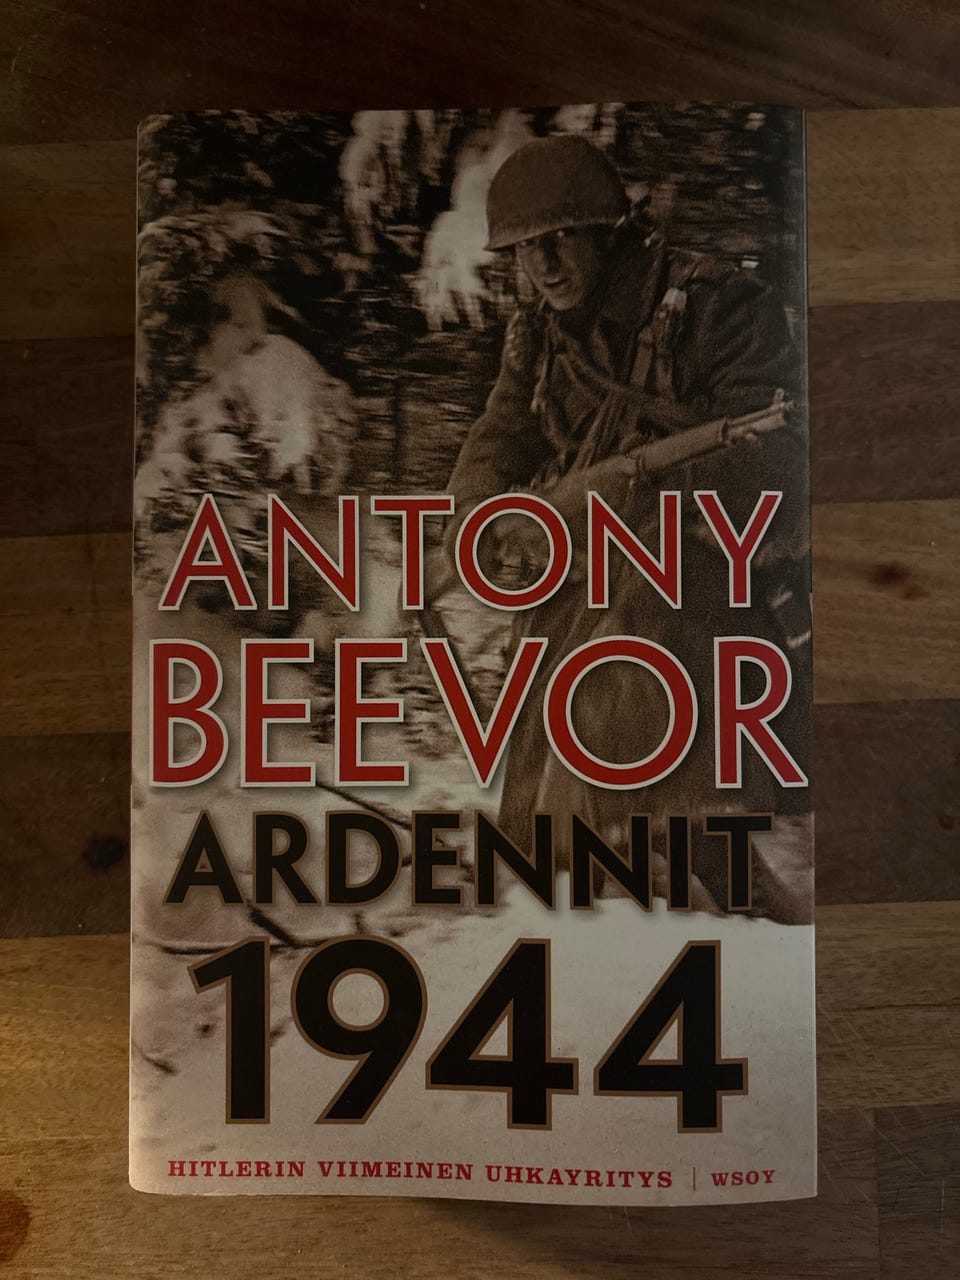 ANTONY
BEEVOR
ARDENNIT
1944
HITLERIN VIIMEINEN UHKAYRITYS | WSOY